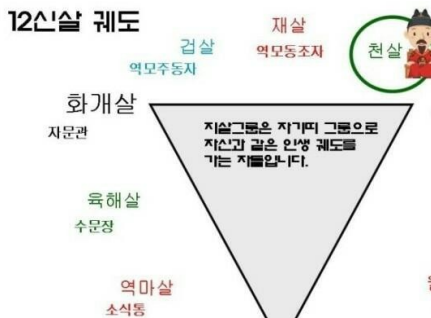 12신살 궤도
재살
역모동조자
겁살
역모주동자
천살
화개살
자문관
지살그룹은 자기띠 그룹으로
자신과 같은 인생 궤도를
가는 자들입니다.
육해살
수문장
역마살
소식통